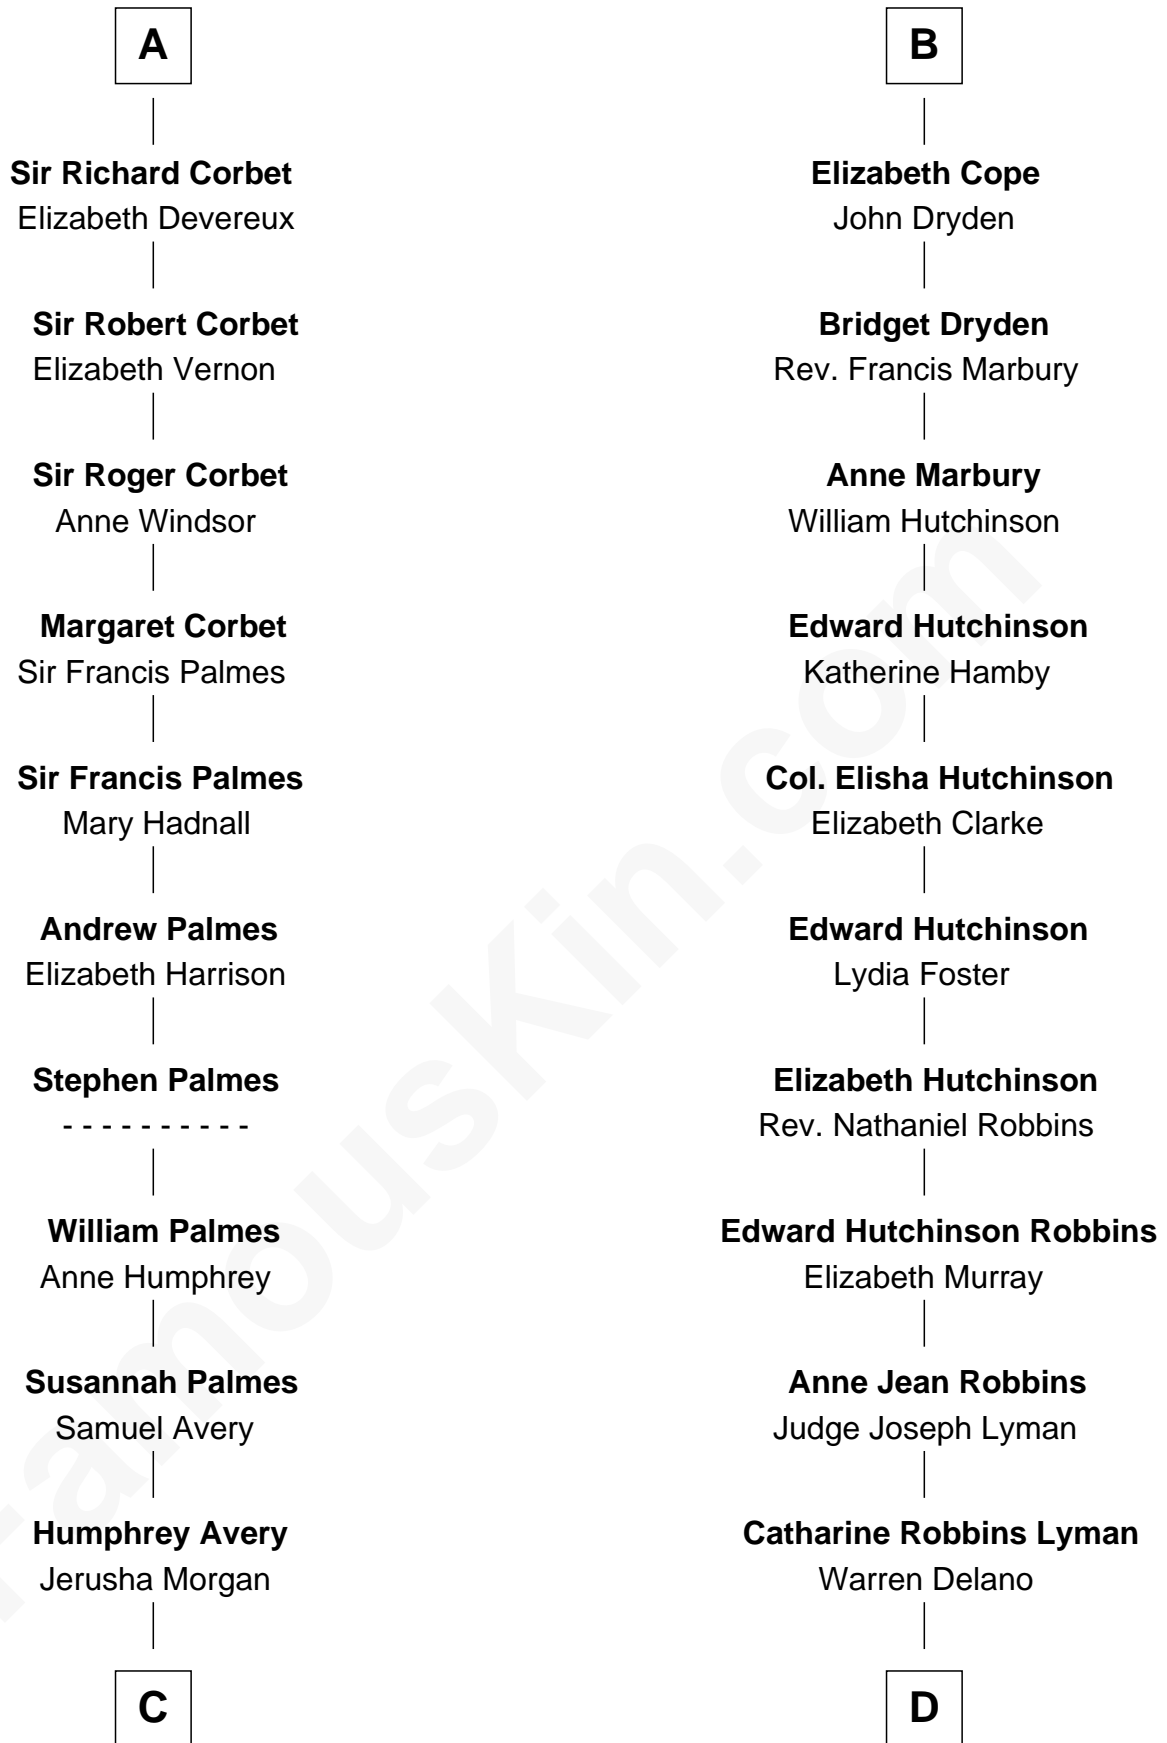 A
Sir Richard Corbet
Elizabeth Devereux
Sir Robert Corbet
Elizabeth Vernon
Sir Roger Corbet
Anne Windsor
Margaret Corbet
Sir Francis Palmes
Sir Francis Palmes
Mary Hadnall
Andrew Palmes
Elizabeth Harrison
Stephen Palmes
- - - - - - - - - -
William Palmes
Anne Humphrey
Susannah Palmes
Samuel Avery
Humphrey Avery
Jerusha Morgan
C
B
Elizabeth Cope
John Dryden
Bridget Dryden
Rev. Francis Marbury
Anne Marbury
William Hutchinson
Edward Hutchinson
Katherine Hamby
Col. Elisha Hutchinson
Elizabeth Clarke
Edward Hutchinson
Lydia Foster
Elizabeth Hutchinson
Rev. Nathaniel Robbins
Edward Hutchinson Robbins
Elizabeth Murray
Anne Jean Robbins
Judge Joseph Lyman
Catharine Robbins Lyman
Warren Delano
D
FamousKin.com